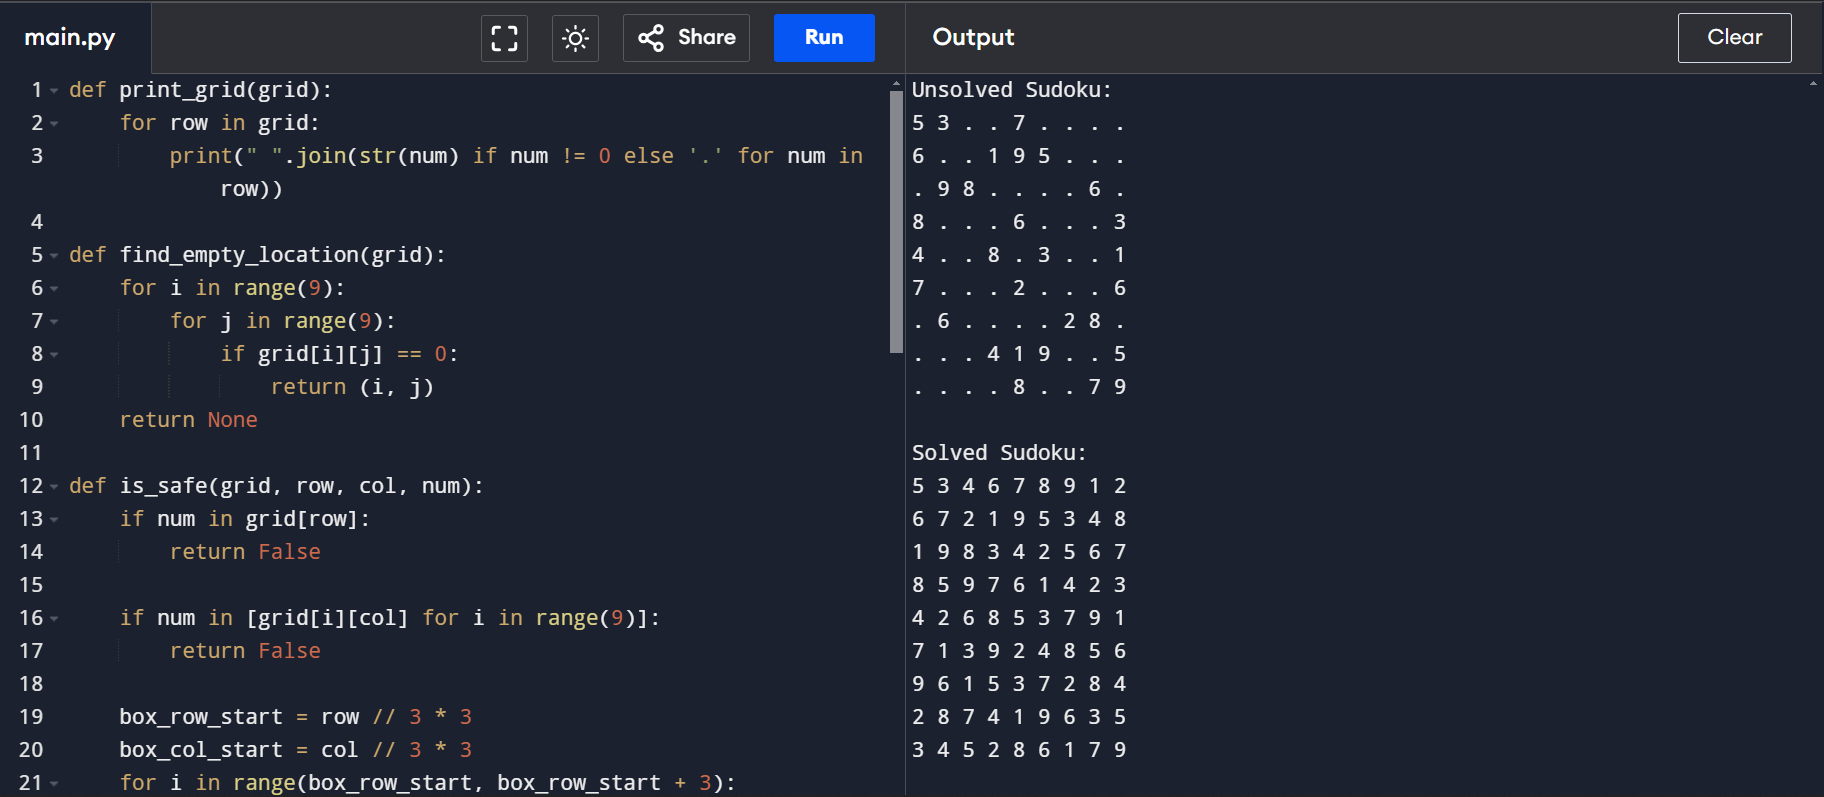 main.py
Share
Run
Output
Clear
1 def print_grid(grid):
2     for row in grid:
3         print(" ".join(str(num) if num != 0 else '.' for num in
            row))
4
5 def find_empty_location(grid):
6     for i in range(9):
7         for j in range(9):
8             if grid[i][j] == 0:
9                 return (i, j)
10     return None
11
12 def is_safe(grid, row, col, num):
13     if num in grid[row]:
14         return False
15
16     if num in [grid[i][col] for i in range(9)]:
17         return False
18
19     box_row_start = row // 3 * 3
20     box_col_start = col // 3 * 3
21     for i in range(box_row_start, box_row_start + 3):
Unsolved Sudoku:
5 3 . . 7 . . . .
6 . . 1 9 5 . . .
. 9 8 . . . . 6 .
8 . . . 6 . . . 3
4 . . 8 . 3 . . 1
7 . . . 2 . . . 6
. 6 . . . . 2 8 .
. . . 4 1 9 . . 5
. . . . 8 . . 7 9
Solved Sudoku:
5 3 4 6 7 8 9 1 2
6 7 2 1 9 5 3 4 8
1 9 8 3 4 2 5 6 7
8 5 9 7 6 1 4 2 3
4 2 6 8 5 3 7 9 1
7 1 3 9 2 4 8 5 6
9 6 1 5 3 7 2 8 4
2 8 7 4 1 9 6 3 5
3 4 5 2 8 6 1 7 9